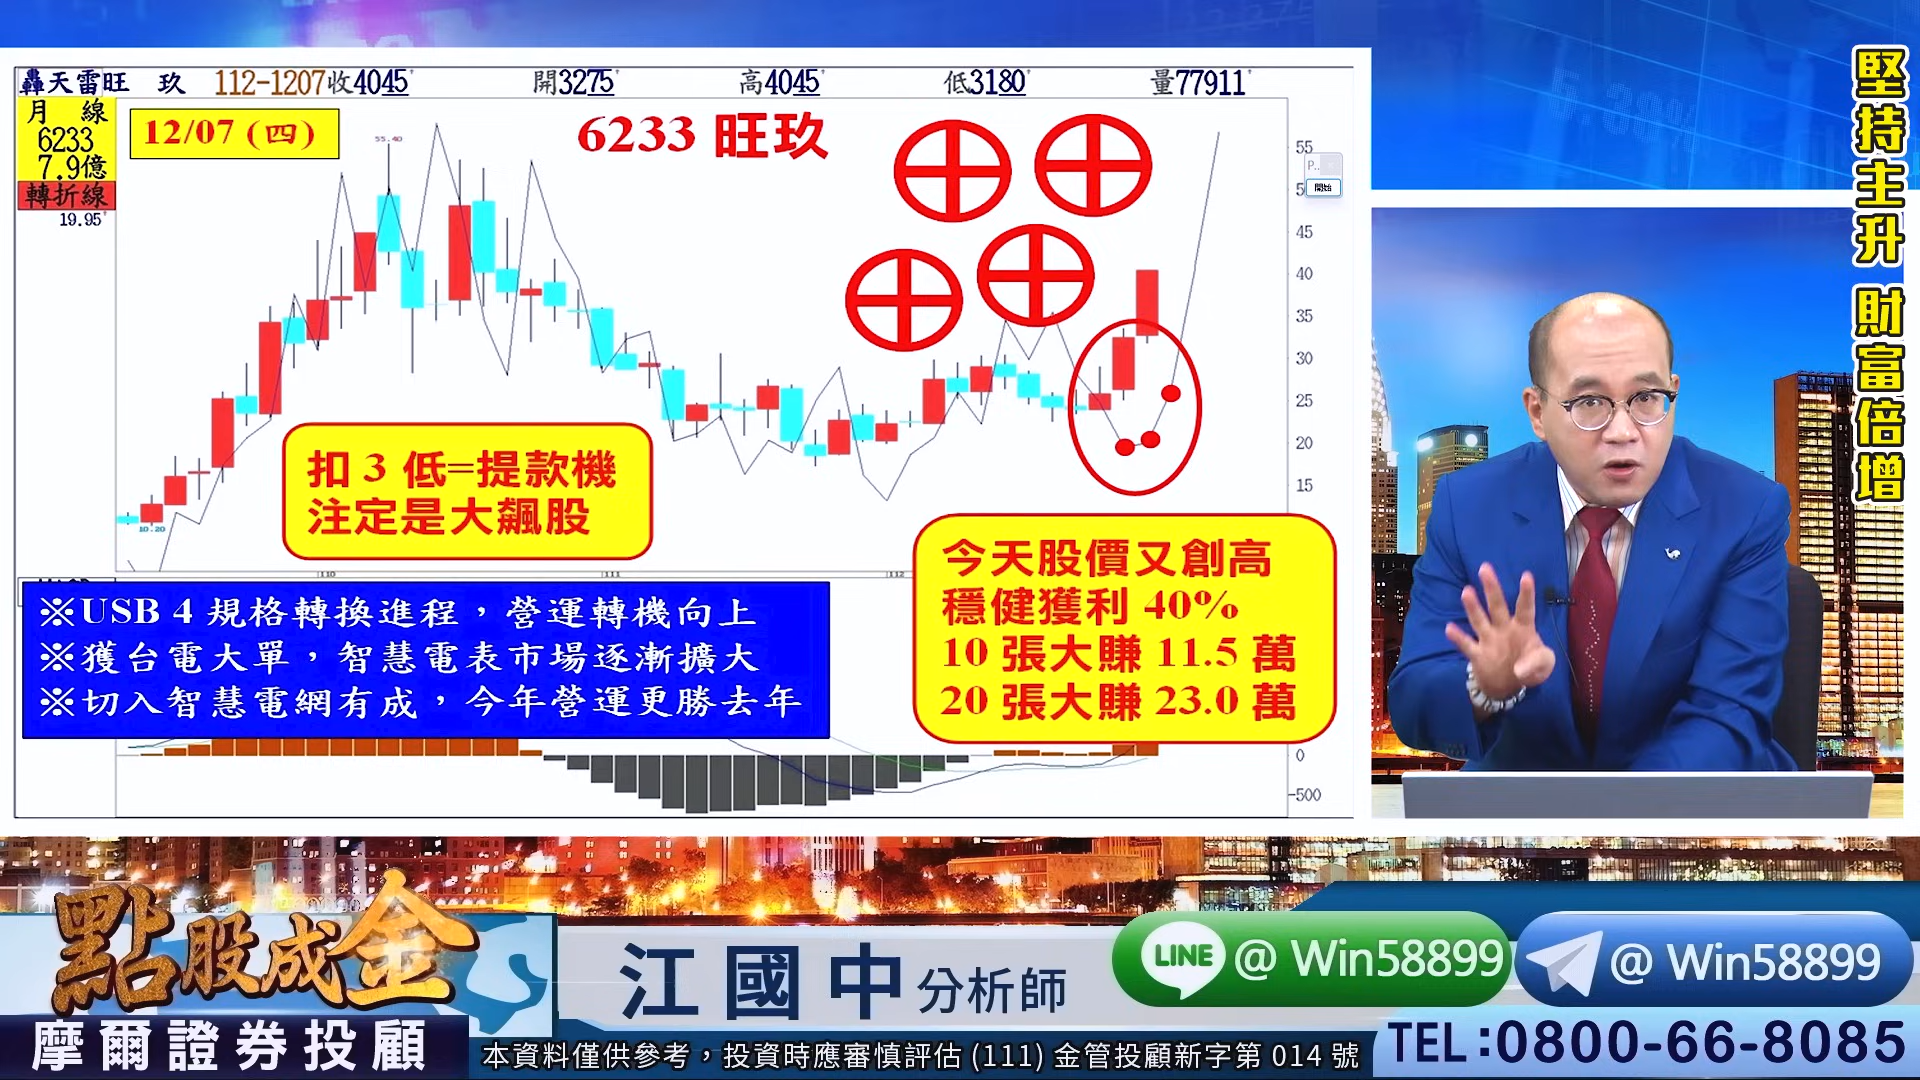 轟天雷旺 玖 112-1207收4045 開3275 高4045 低3180 量77911
月 線
6233
7.9億
轉折線
19.95
12/07 (四)
6233 旺玖
55.40
10.20
55
5
45
40
35
30
25
20
15
P..
開始
扣 3 低=提款機
注定是大飆股
今天股價又創高
穩健獲利 40%
10 張大賺 11.5 萬
20 張大賺 23.0 萬
110
111
112
※USB 4 規格轉換進程，營運轉機向上
※獲台電大單，智慧電表市場逐漸擴大
※切入智慧電網有成，今年營運更勝去年
0
-500
堅持主升 財富倍增
點股成金
摩爾證券投顧
江國中 分析師
LINE @ Win58899
@ Win58899
本資料僅供參考，投資時應審慎評估 (111) 金管投顧新字第 014 號
TEL:0800-66-8085